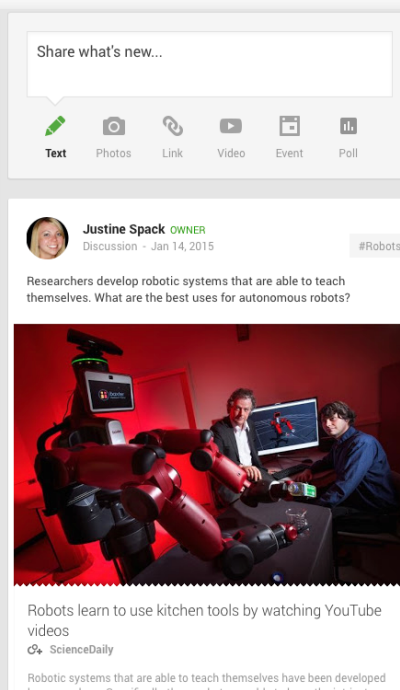 Share what's new...
Text Photos Link Video Event Poll
Justine Spack OWNER
Discussion - Jan 14, 2015
#Robots
Researchers develop robotic systems that are able to teach
themselves. What are the best uses for autonomous robots?
Robots learn to use kitchen tools by watching YouTube
videos
ScienceDaily
Robotic systems that are able to teach themselves have been developed